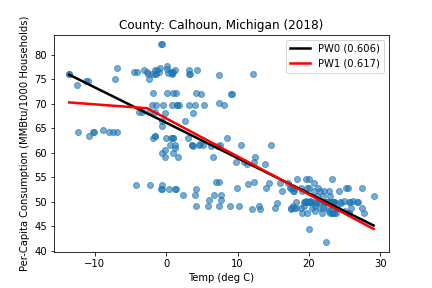 County: Calhoun, Michigan (2018)
Per-Capita Consumption (MMBtu/1000 Households)
80
75
70
65
60
55
50
45
40
PW0 (0.606)
PW1 (0.617)
−10 0 10 20 30
Temp (deg C)